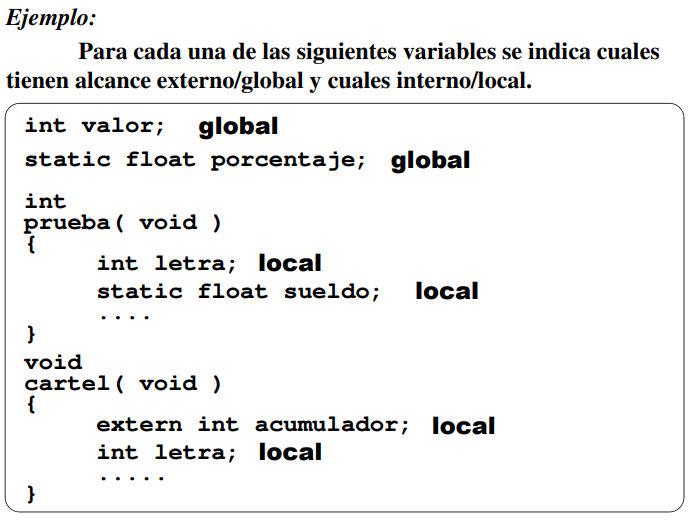 Ejemplo:
Para cada una de las siguientes variables se indica cuales
tienen alcance externo/global y cuales interno/local.
int valor; global
static float porcentaje; global
int
prueba( void )
{
int letra; local
static float sueldo; local
....
}
void
cartel( void )
{
extern int acumulador; local
int letra; local
.....
}